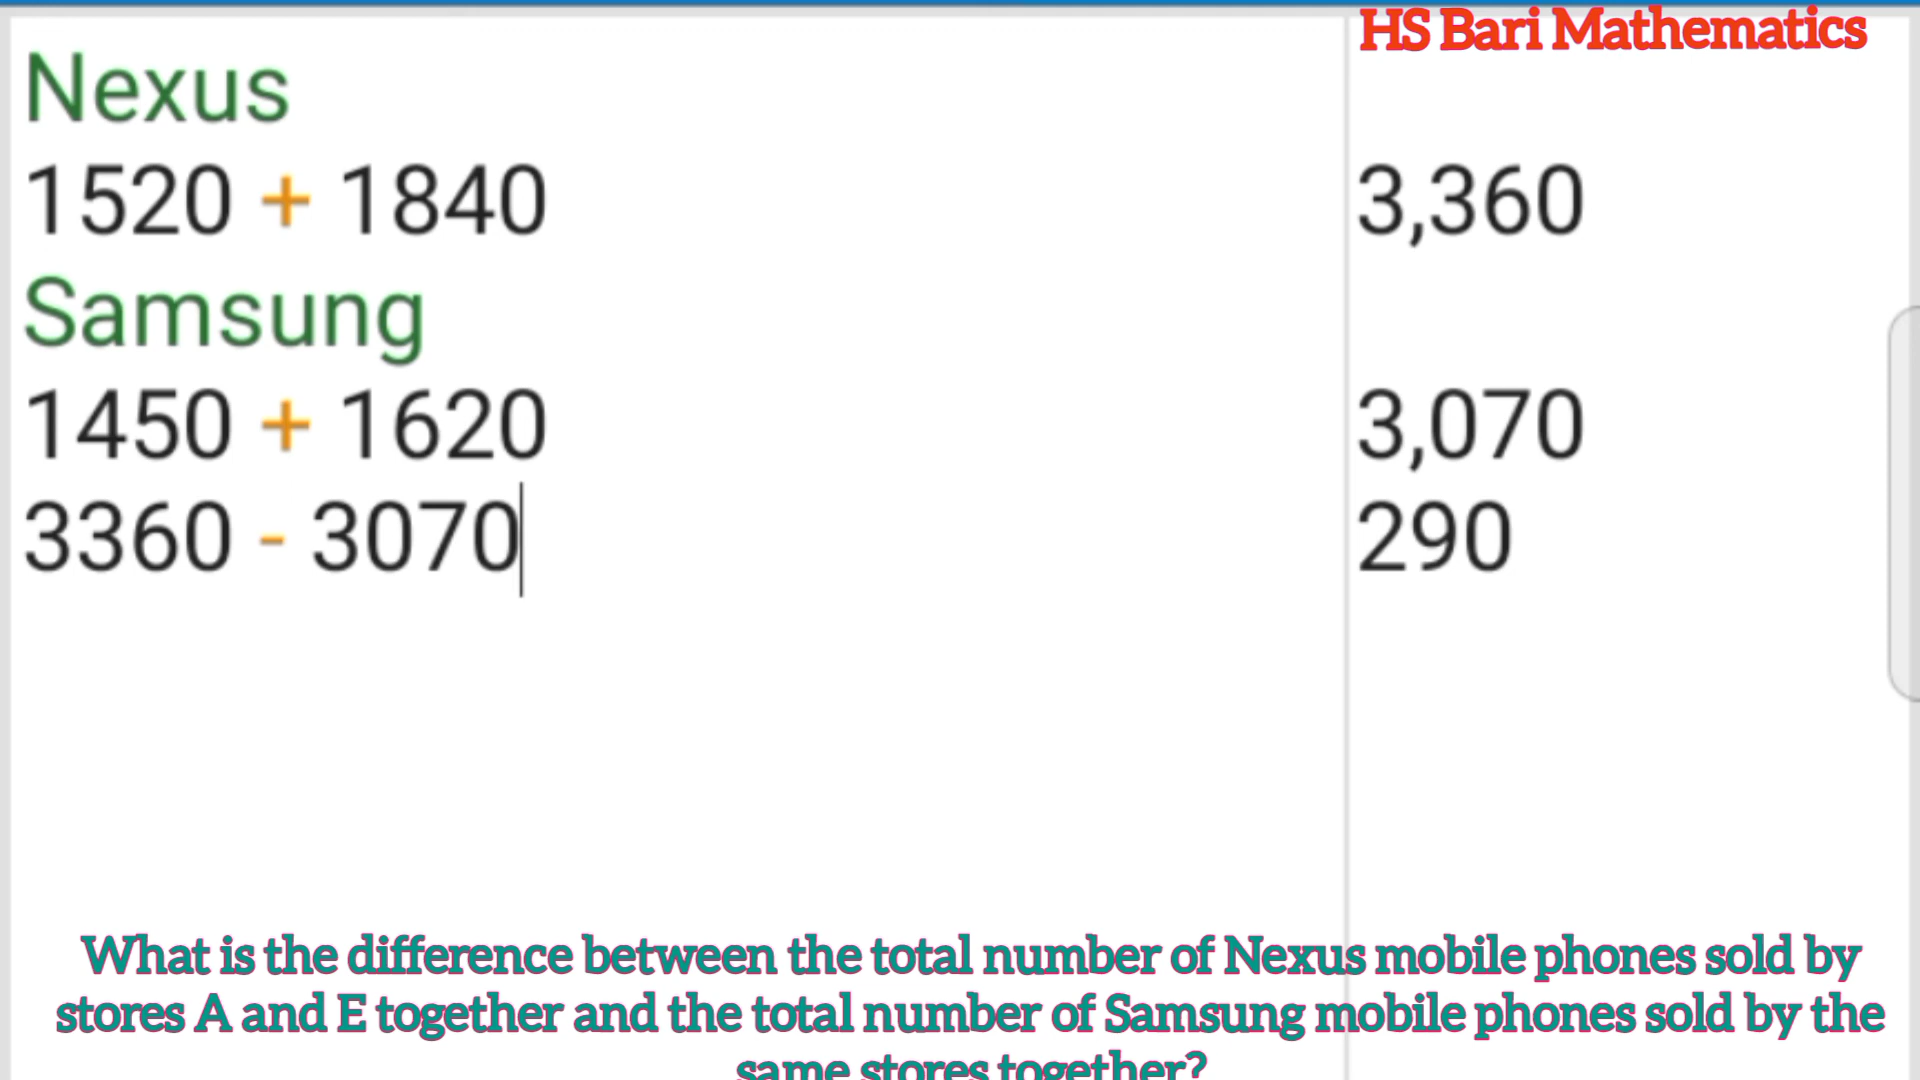 HS Bari Mathematics
Nexus
1520 + 1840 3,360
Samsung
1450 + 1620 3,070
3360 - 3070 290
What is the difference between the total number of Nexus mobile phones sold by
stores A and E together and the total number of Samsung mobile phones sold by the
same stores together?